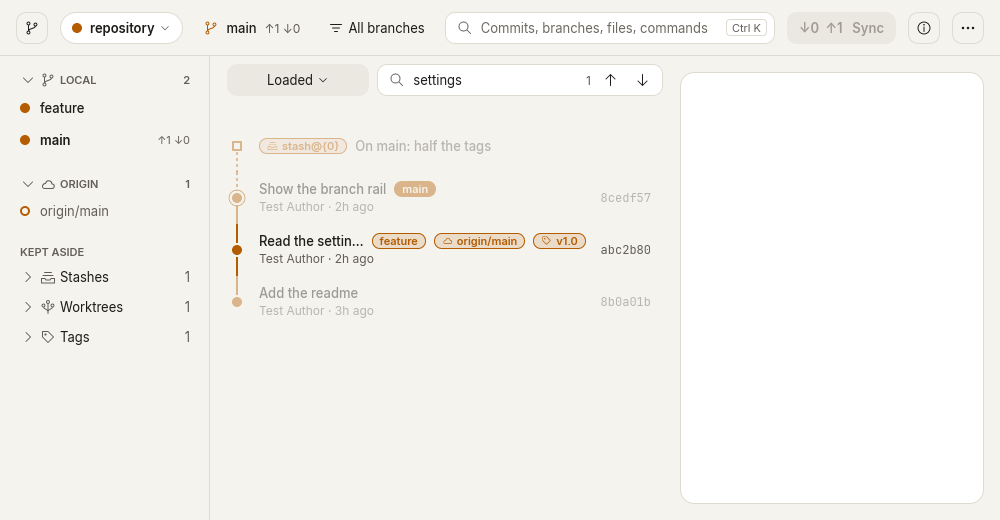 repository
main ↑1 ↓0
All branches
Commits, branches, files, commands
Ctrl K
↓0 ↑1 Sync
LOCAL 2
feature
main ↑1 ↓0
ORIGIN 1
origin/main
KEPT ASIDE
Stashes 1
Worktrees 1
Tags 1
Loaded
settings 1
stash@{0} On main: half the tags
Show the branch rail main
Test Author · 2h ago
8cedf57
Read the settin... feature origin/main v1.0
Test Author · 2h ago
abc2b80
Add the readme
Test Author · 3h ago
8b0a01b